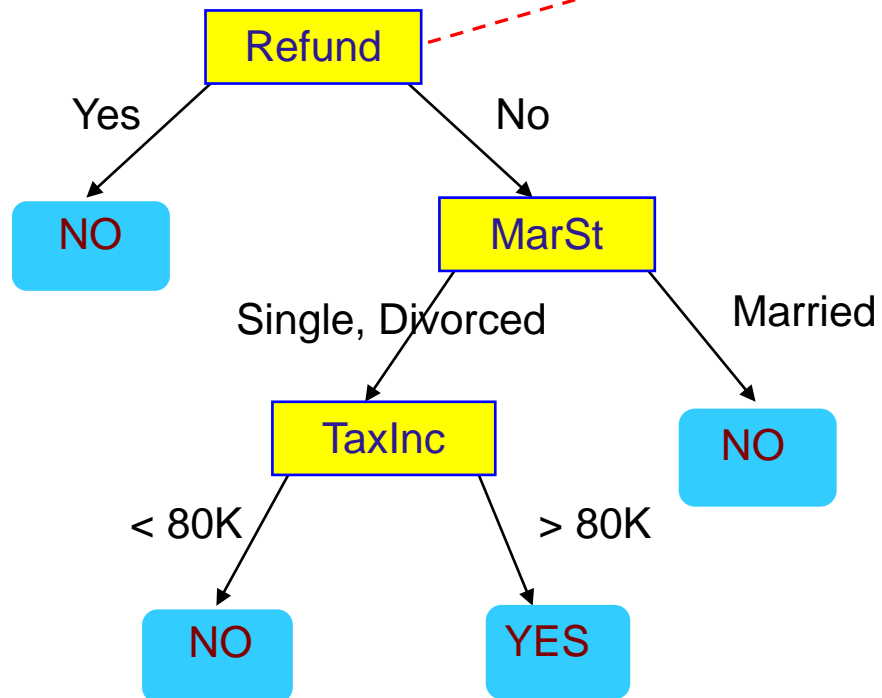 Refund
Yes
No
NO
MarSt
Single, Divorced
Married
TaxInc
NO
< 80K
> 80K
NO
YES